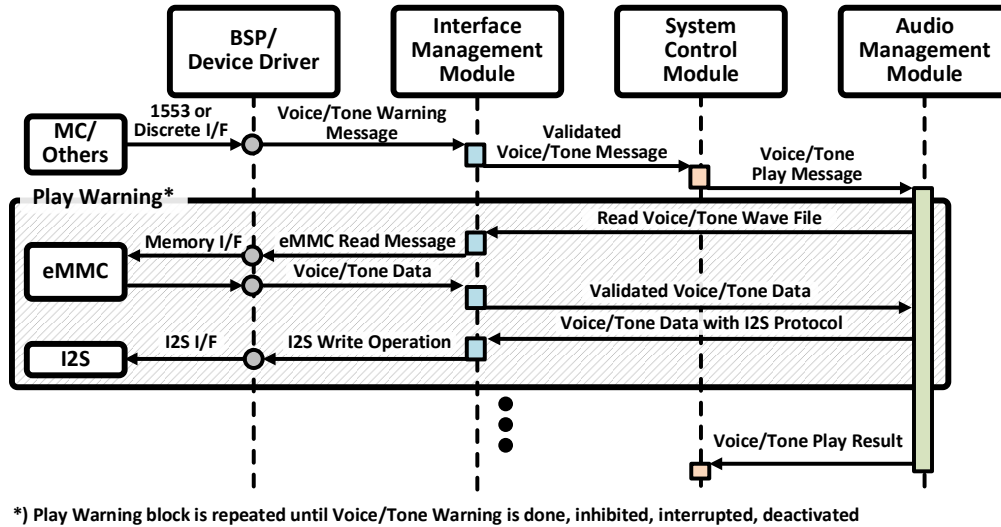 BSP/
Device Driver
Interface
Management
Module
System
Control
Module
Audio
Management
Module
MC/
Others
1553 or
Discrete I/F
Voice/Tone Warning
Message
Validated
Voice/Tone Message
Voice/Tone
Play Message
Play Warning*
Read Voice/Tone Wave File
eMMC
Memory I/F
eMMC Read Message
Voice/Tone Data
Validated Voice/Tone Data
Voice/Tone Data with I2S Protocol
I2S
I2S I/F
I2S Write Operation
Voice/Tone Play Result
*) Play Warning block is repeated until Voice/Tone Warning is done, inhibited, interrupted, deactivated